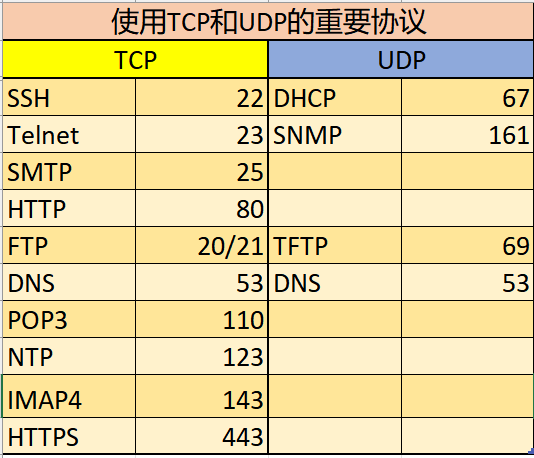 使用TCP和UDP的重要协议
TCP UDP
SSH 22 DHCP 67
Telnet 23 SNMP 161
SMTP 25
HTTP 80
FTP 20/21 TFTP 69
DNS 53 DNS 53
POP3 110
NTP 123
IMAP4 143
HTTPS 443